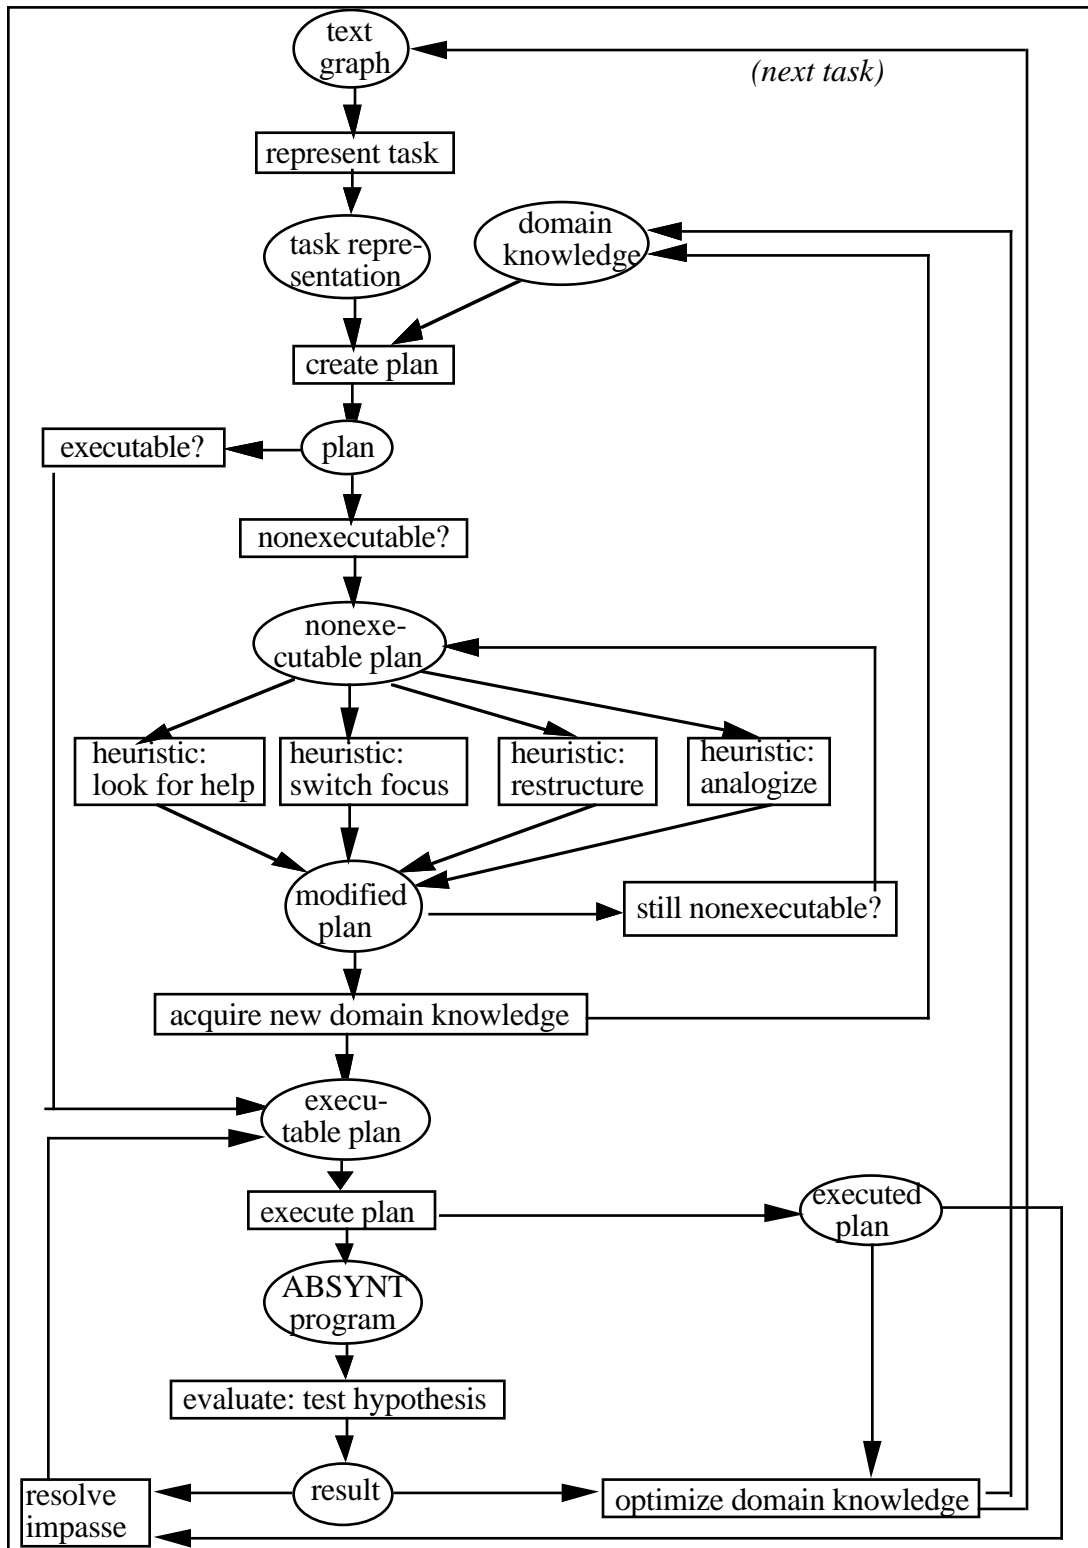 text
graph
(next task)
represent task
domain
knowledge
task repre-
sentation
create plan
executable?
plan
nonexecutable?
nonexe-
cutable plan
heuristic:
look for help
heuristic:
switch focus
heuristic:
restructure
heuristic:
analogize
modified
plan
still nonexecutable?
acquire new domain knowledge
execu-
table plan
execute plan
executed
plan
ABSYNT
program
evaluate: test hypothesis
result
resolve
impasse
optimize domain knowledge